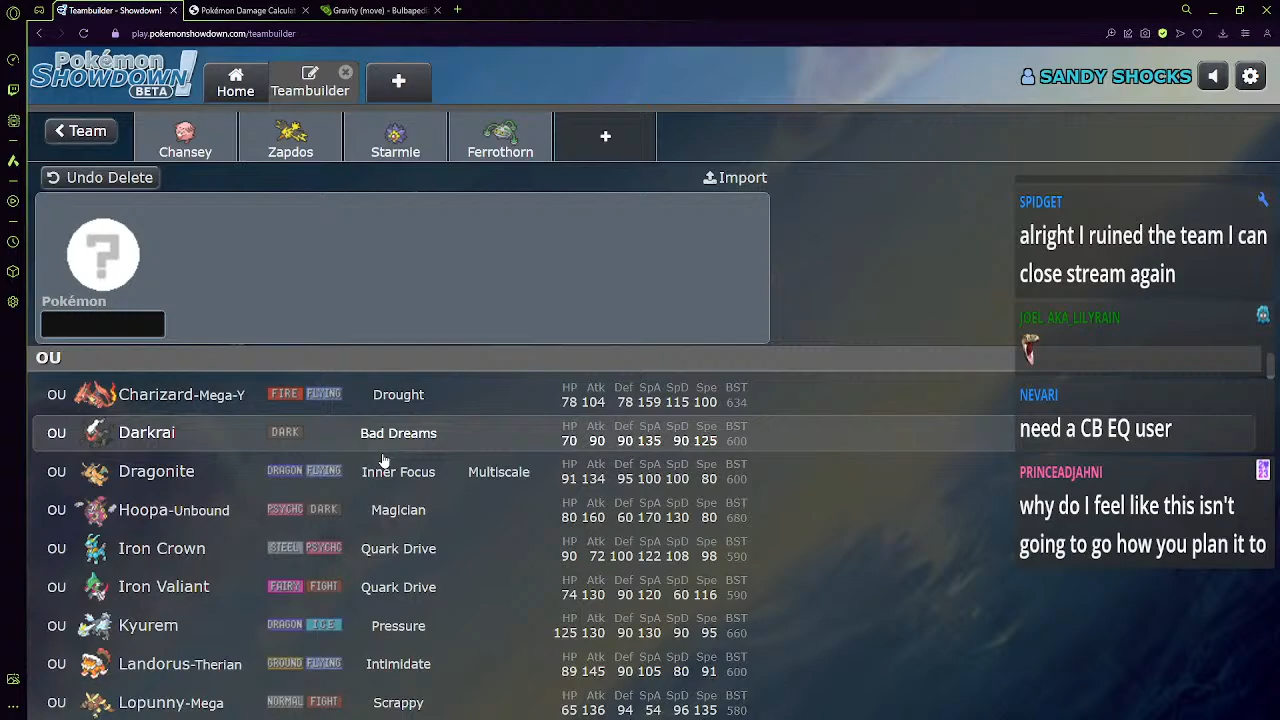 Teambuilder - Showdown!
Pokémon Damage Calculat
Gravity (move) - Bulbapedi
play.pokemonshowdown.com/teambuilder
Pokémon
SHOWDOWN!
BETA
Home
Teambuilder
SANDY SHOCKS
Team
Chansey
Zapdos
Starmie
Ferrothorn
Undo Delete
Import
Pokémon
OU
OU Charizard-Mega-Y FIRE FLYING Drought HP 78 Atk 104 Def 78 SpA 159 SpD 115 Spe 100 BST 634
OU Darkrai DARK Bad Dreams HP 70 Atk 90 Def 90 SpA 135 SpD 90 Spe 125 BST 600
OU Dragonite DRAGON FLYING Inner Focus Multiscale HP 91 Atk 134 Def 95 SpA 100 SpD 100 Spe 80 BST 600
OU Hoopa-Unbound PSYCHC DARK Magician HP 80 Atk 160 Def 60 SpA 170 SpD 130 Spe 80 BST 680
OU Iron Crown STEEL PSYCHC Quark Drive HP 90 Atk 72 Def 100 SpA 122 SpD 108 Spe 98 BST 590
OU Iron Valiant FAIRY FIGHT Quark Drive HP 74 Atk 130 Def 90 SpA 120 SpD 60 Spe 116 BST 590
OU Kyurem DRAGON ICE Pressure HP 125 Atk 130 Def 90 SpA 130 SpD 90 Spe 95 BST 660
OU Landorus-Therian GROUND FLYING Intimidate HP 89 Atk 145 Def 90 SpA 105 SpD 80 Spe 91 BST 600
OU Lopunny-Mega NORMAL FIGHT Scrappy HP 65 Atk 136 Def 94 SpA 54 SpD 96 Spe 135 BST 580
SPIDGET
alright I ruined the team I can
close stream again
JOEL AKA LILYRAIN
NEVARI
need a CB EQ user
PRINCEADJAHNI
why do I feel like this isn't
going to go how you plan it to